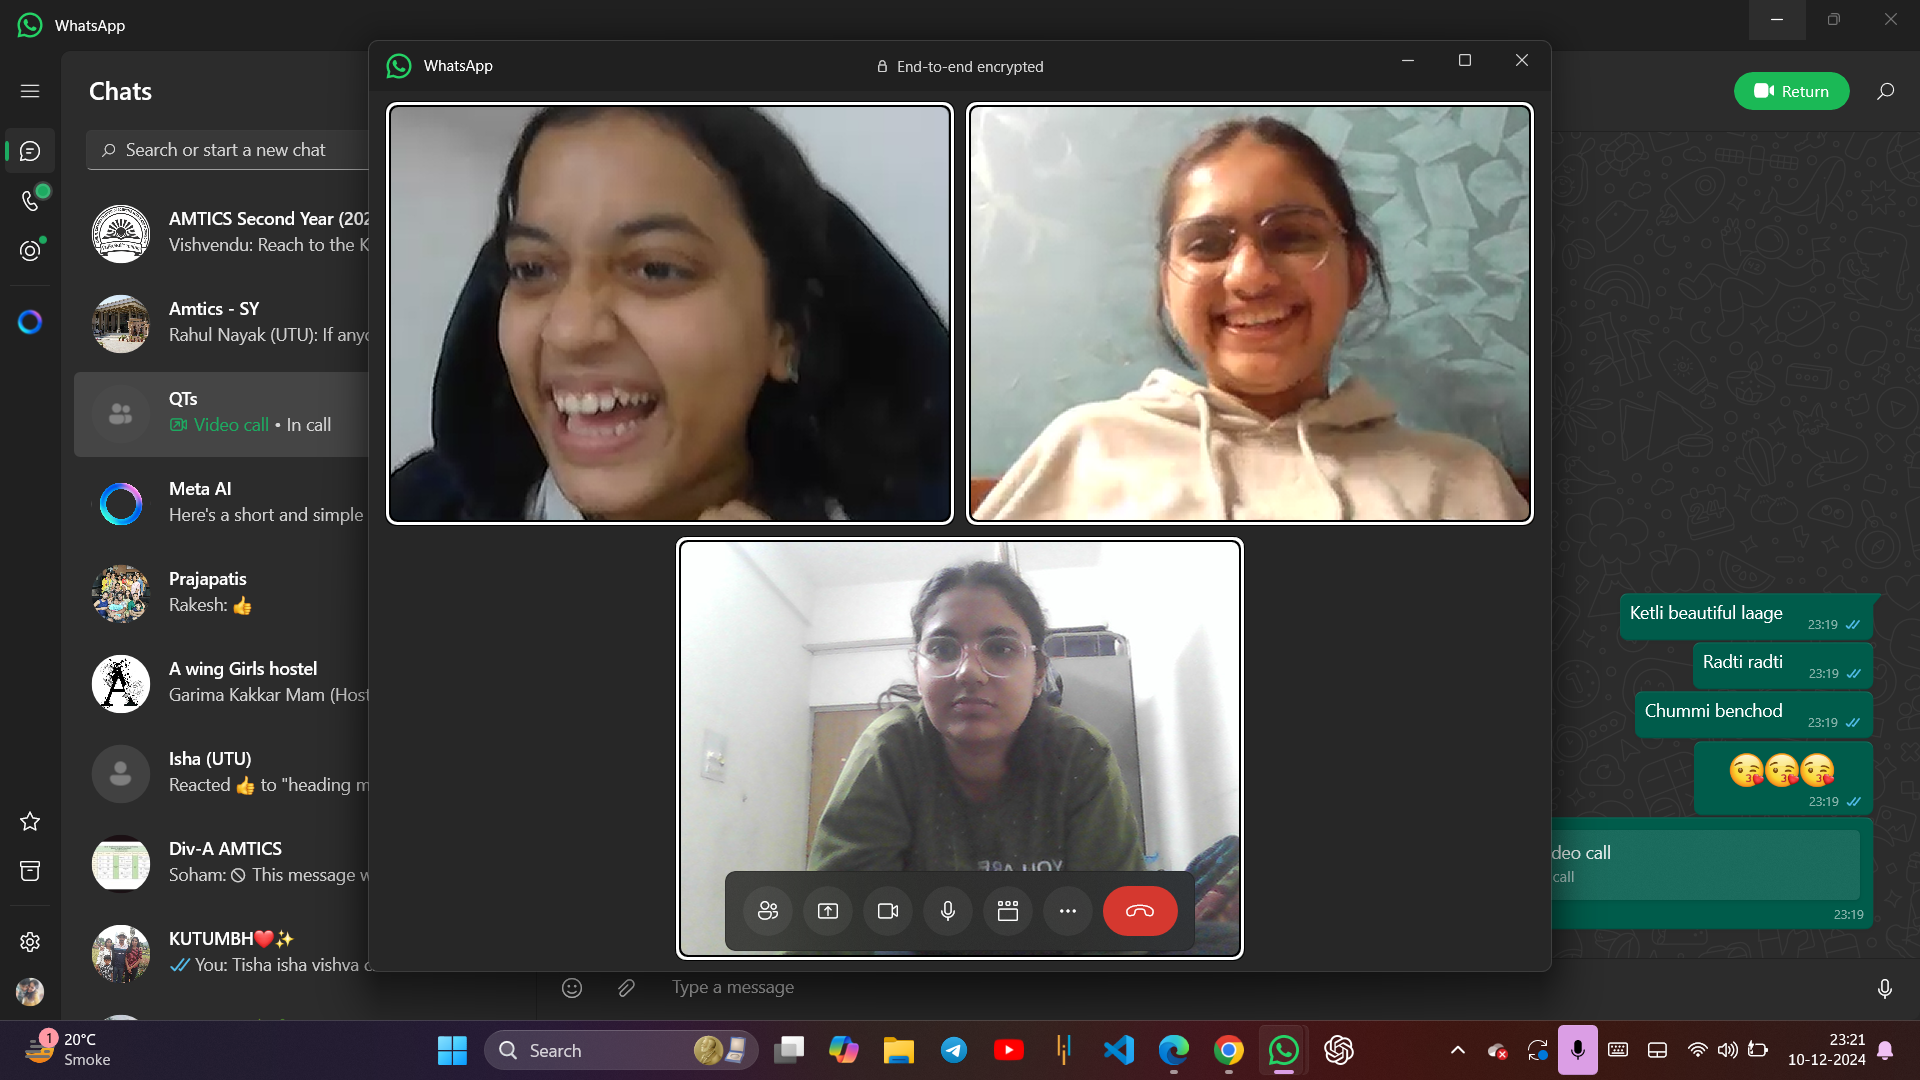 WhatsApp
WhatsApp
End-to-end encrypted
Chats
Return
Search or start a new chat
AMTICS Second Year (202
Vishvendu: Reach to the K
Amtics - SY
Rahul Nayak (UTU): If anyo
QTs
Video call • In call
Meta AI
Here's a short and simple
Prajapatis
Rakesh: 👍
A wing Girls hostel
Garima Kakkar Mam (Host
Isha (UTU)
Reacted 👍 to "heading m
Div-A AMTICS
Soham: 🚫 This message w
KUTUMBH❤️✨
You: Tisha isha vishva
Ketli beautiful laage
23:19
Radti radti
23:19
Chummi benchod
23:19
😘😘😘
23:19
deo call
call
23:19
YOU ARE
Type a message
1
20°C
Smoke
Search
23:21
10-12-2024